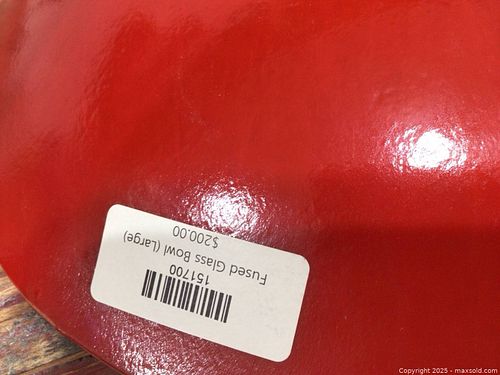 151700
Fused Glass Bowl (Large)
$200.00
Copyright 2025 - maxsold.com